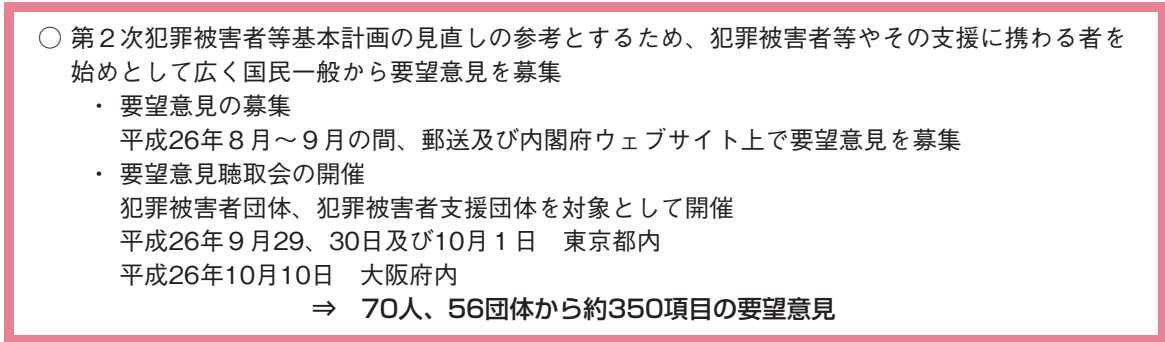 ○ 第２次犯罪被害者等基本計画の見直しの参考とするため、犯罪被害者等やその支援に携わる者を
始めとして広く国民一般から要望意見を募集
・ 要望意見の募集
平成26年８月～９月の間、郵送及び内閣府ウェブサイト上で要望意見を募集
・ 要望意見聴取会の開催
犯罪被害者団体、犯罪被害者支援団体を対象として開催
平成26年９月29、30日及び10月１日　東京都内
平成26年10月10日　大阪府内
⇒　70人、56団体から約350項目の要望意見